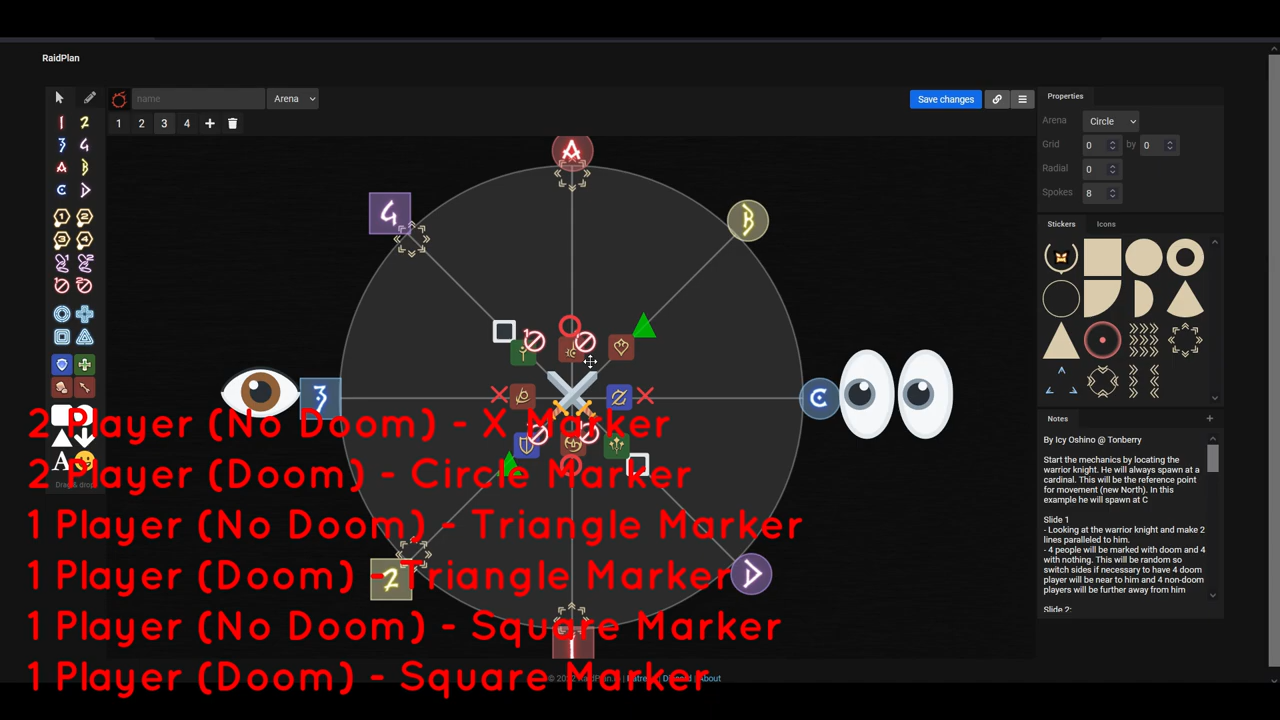 RaidPlan
name
Arena
Save changes
1 2 3 4
Properties
Arena Circle
Grid 0 by 0
Radial 0
Spokes 8
Stickers Icons
Notes
By Icy Oshino @ Tonberry
Start the mechanics by locating the
warrior knight. He will always spawn at a
cardinal. This will be the reference point
for movement (new North). In this
example he will spawn at C
Slide 1
- Looking at the warrior knight and make 2
lines paralleled to him.
- 4 people will be marked with doom and 4
with nothing. This will be random so
switch sides if necessary to have 4 doom
player will be near to him and 4 non-doom
players will be further away from him
Slide 2:
A
B
C
D
1
2
3
4
2 Player (No Doom) - X Marker
2 Player (Doom) - Circle Marker
1 Player (No Doom) - Triangle Marker
1 Player (Doom) - Triangle Marker
1 Player (No Doom) - Square Marker
1 Player (Doom) - Square Marker
About